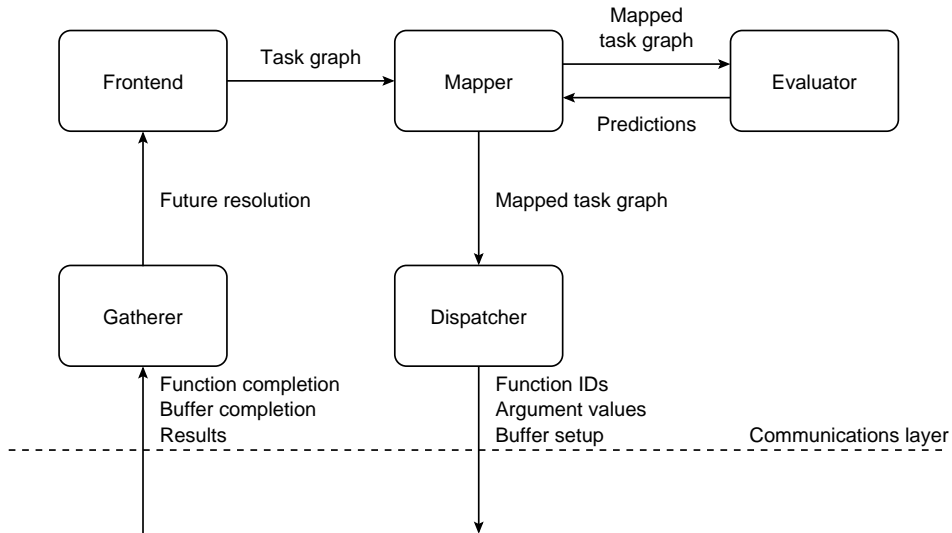 Mapped
task graph
Task graph
Frontend
Mapper
Evaluator
Predictions
Future resolution
Mapped task graph
Gatherer
Dispatcher
Function completion
Buffer completion
Results
Function IDs
Argument values
Buffer setup
Communications layer